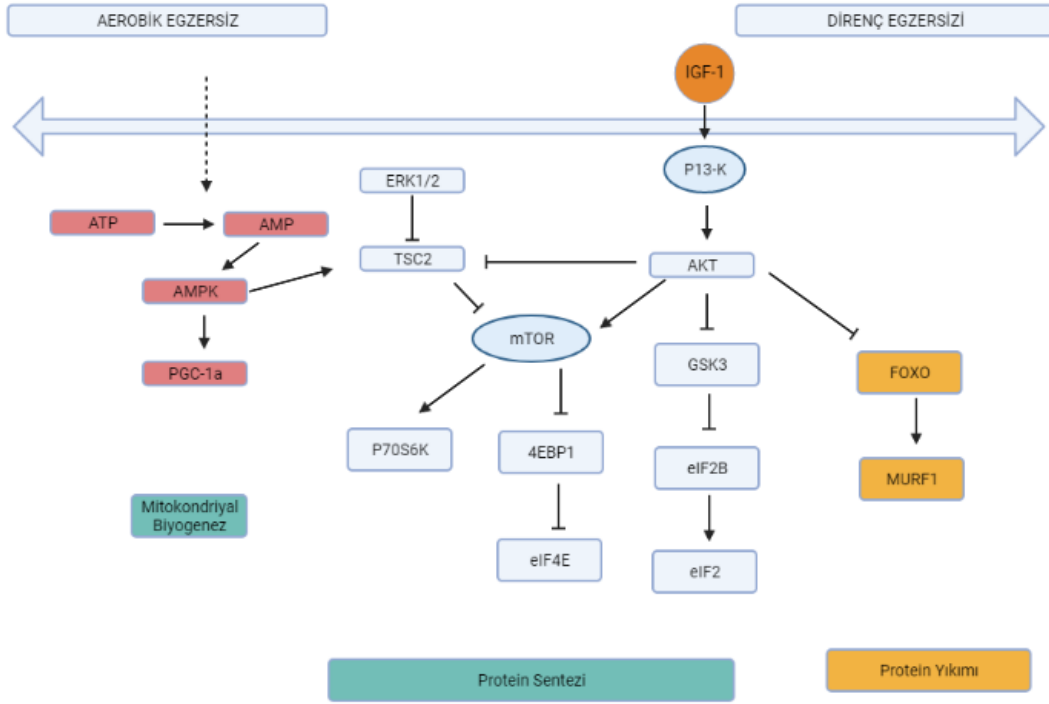 AEROBİK EGZERSİZ
DİRENÇ EGZERSİZİ
IGF-1
P13-K
ERK1/2
ATP
AMP
TSC2
AKT
AMPK
mTOR
PGC-1a
GSK3
FOXO
P70S6K
4EBP1
eIF2B
MURF1
Mitokondriyal
Biyogenez
eIF4E
eIF2
Protein Sentezi
Protein Yıkımı